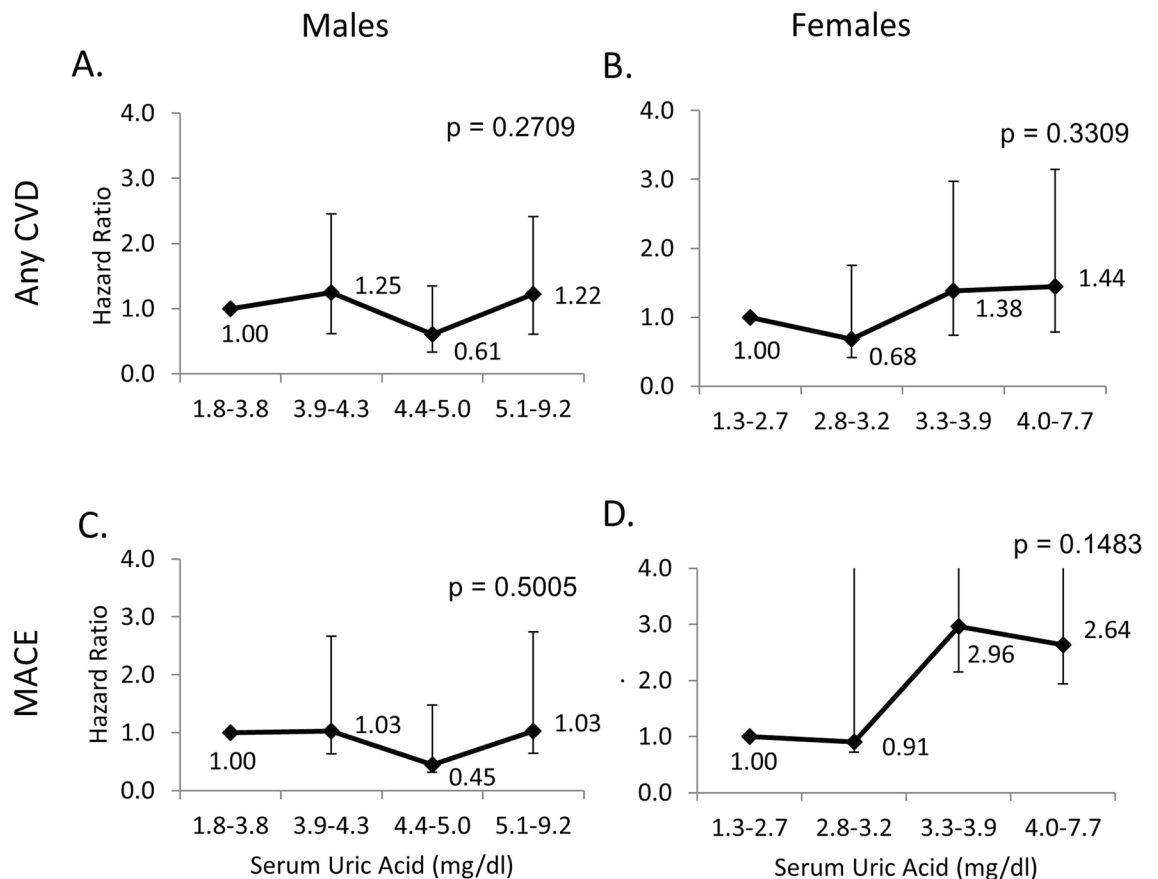 Males
Females
A.
B.
Any CVD
Hazard Ratio
4.0
3.0
2.0
1.0
0.0
p = 0.2709
1.00
1.25
0.61
1.22
1.8-3.8 3.9-4.3 4.4-5.0 5.1-9.2
4.0
3.0
2.0
1.0
0.0
p = 0.3309
1.00
0.68
1.38
1.44
1.3-2.7 2.8-3.2 3.3-3.9 4.0-7.7
C.
D.
MACE
Hazard Ratio
4.0
3.0
2.0
1.0
0.0
p = 0.5005
1.00
1.03
0.45
1.03
1.8-3.8 3.9-4.3 4.4-5.0 5.1-9.2
Serum Uric Acid (mg/dl)
4.0
3.0
2.0
1.0
0.0
p = 0.1483
1.00
0.91
2.96
2.64
1.3-2.7 2.8-3.2 3.3-3.9 4.0-7.7
Serum Uric Acid (mg/dl)